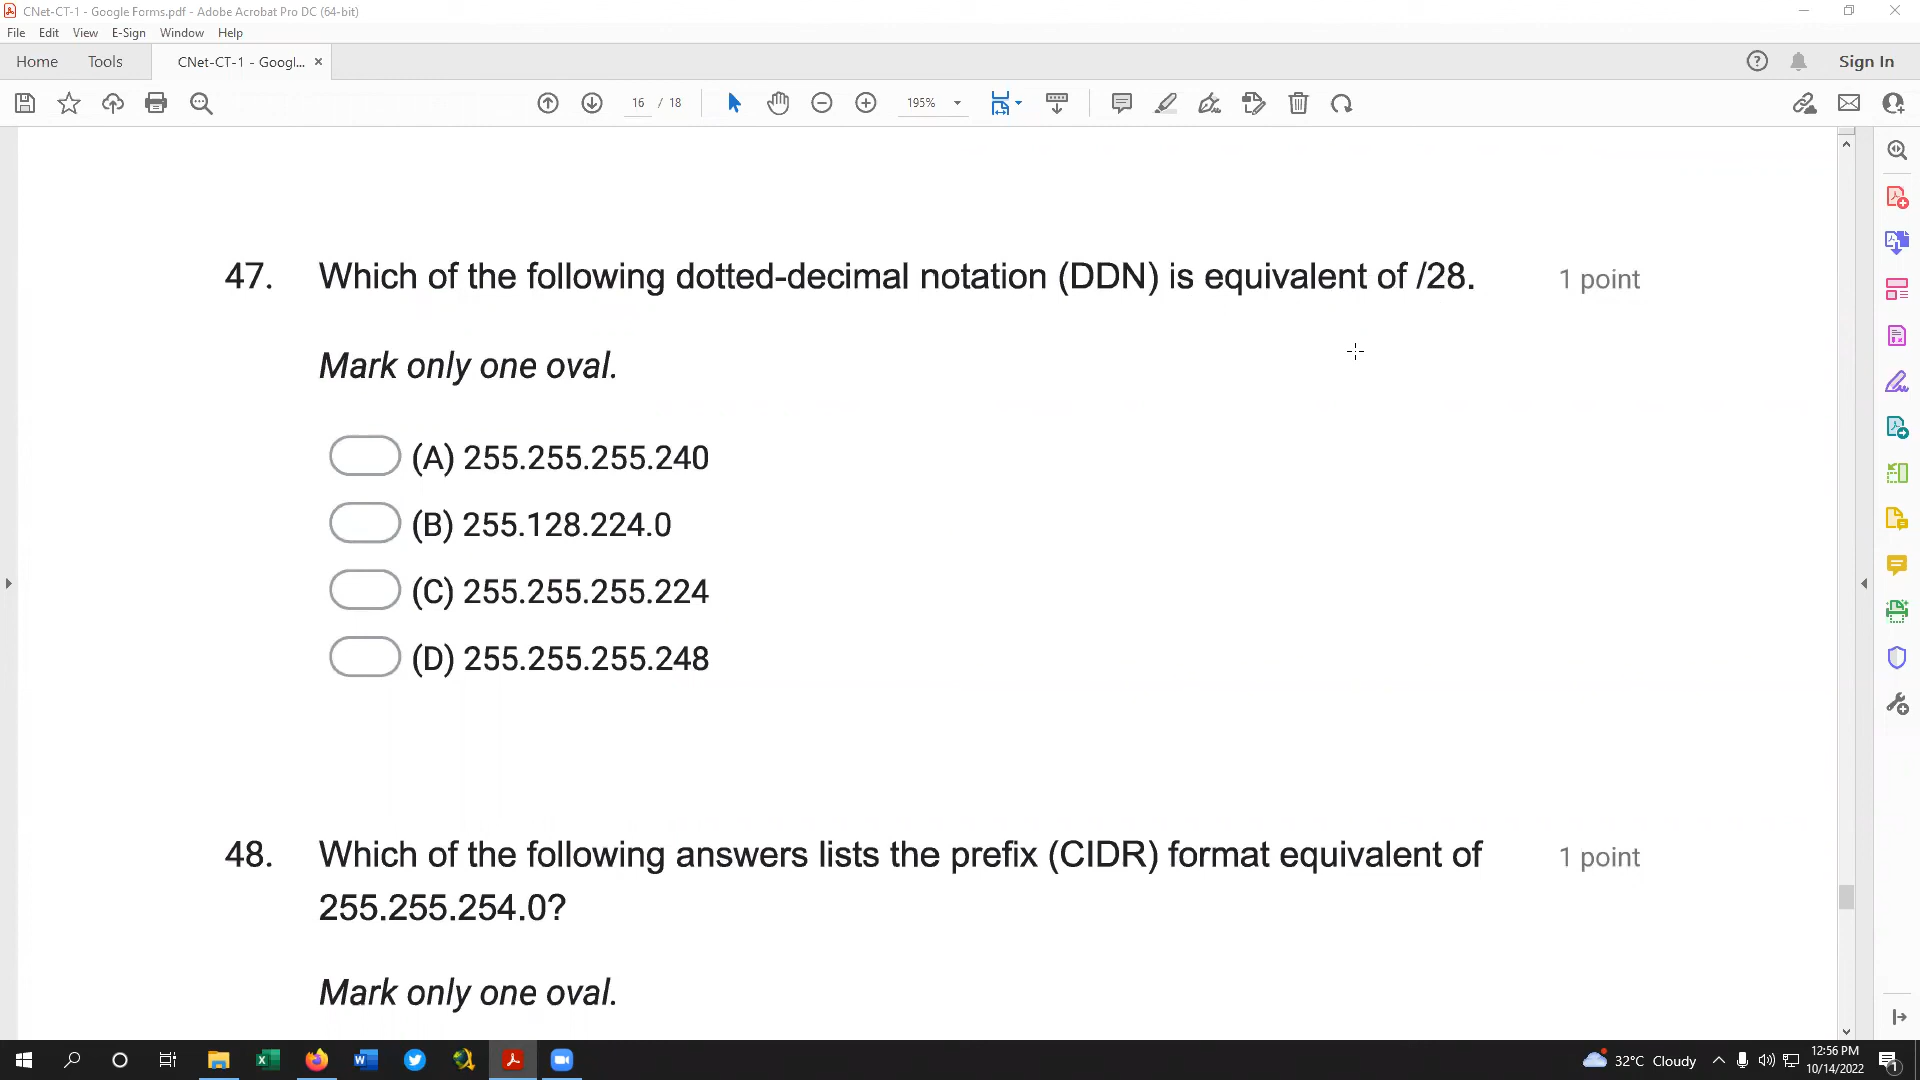 CNet-CT-1 - Google Forms.pdf - Adobe Acrobat Pro DC (64-bit)
File Edit View E-Sign Window Help
Home Tools CNet-CT-1 - Googl... × Sign In
16 / 18 195%
47. Which of the following dotted-decimal notation (DDN) is equivalent of /28. 1 point
Mark only one oval.
(A) 255.255.255.240
(B) 255.128.224.0
(C) 255.255.255.224
(D) 255.255.255.248
48. Which of the following answers lists the prefix (CIDR) format equivalent of 1 point
255.255.254.0?
Mark only one oval.
32°C Cloudy
12:56 PM
10/14/2022
1